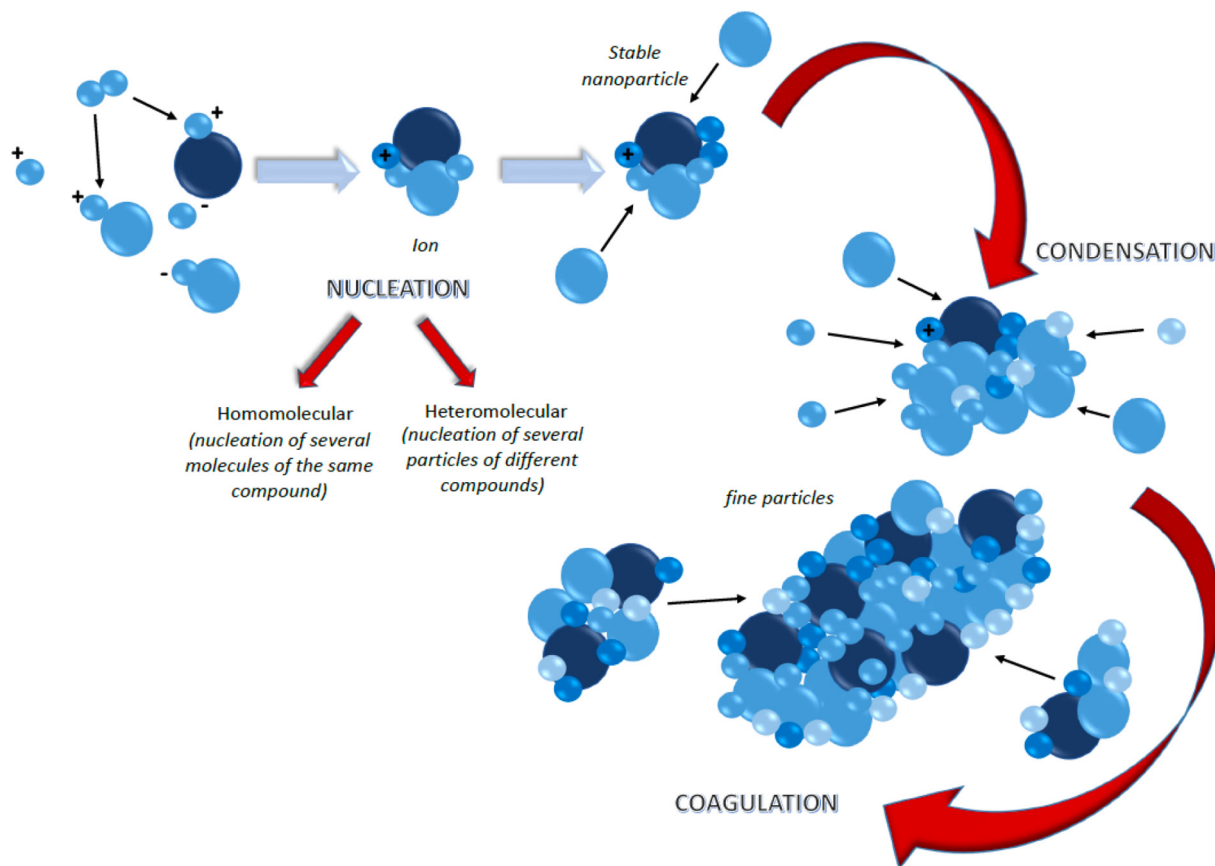 Stable
nanoparticle
+
+
+
-
-
+
+
Ion
NUCLEATION
CONDENSATION
+
Homomolecular
(nucleation of several
molecules of the same
compound)
Heteromolecular
(nucleation of several
particles of different
compounds)
fine particles
COAGULATION